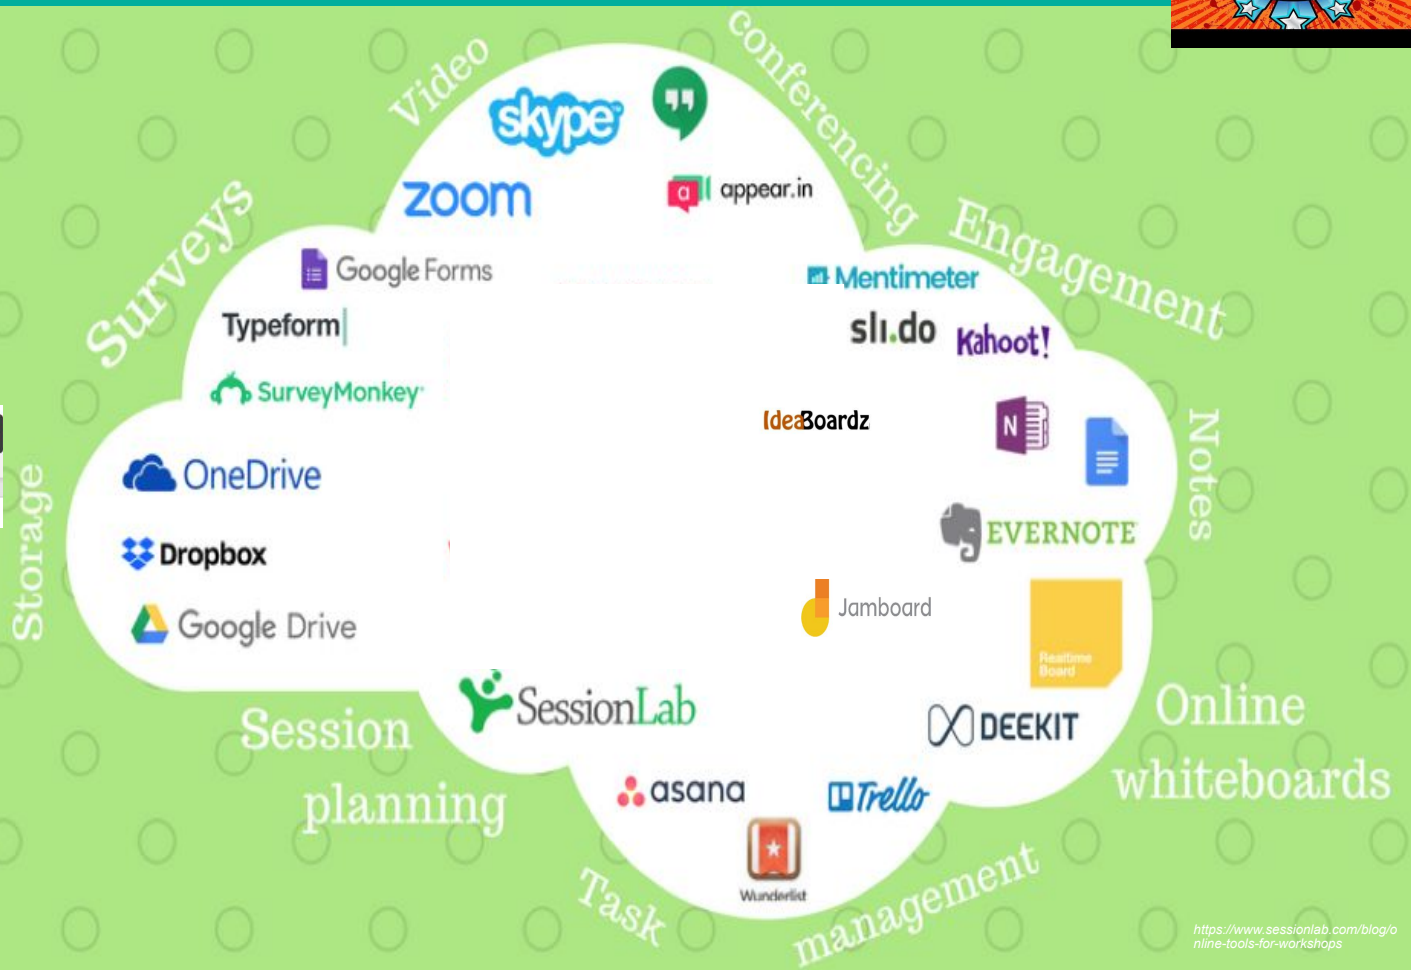 Video
conferencing
skype
zoom
appear.in
Surveys
Google Forms
Typeform
SurveyMonkey
Engagement
Mentimeter
sli.do
Kahoot!
IdeaBoardz
Notes
N
EVERNOTE
Storage
OneDrive
Dropbox
Google Drive
Jamboard
Realtime
Board
DEEKIT
Online
whiteboards
Session
planning
SessionLab
asana
Trello
Wunderlist
Task
management
https://www.sessionlab.com/blog/o
nline-tools-for-workshops